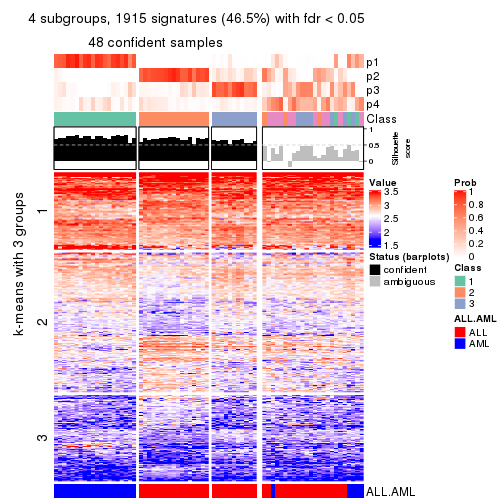 4 subgroups, 1915 signatures (46.5%) with fdr < 0.05
48 confident samples
p1
p2
p3
p4
Class
1
0.5
0
Silhouette
score
k-means with 3 groups
1
2
3
Value
3.5
3
2.5
2
1.5
Status (barplots)
confident
ambiguous
Prob
1
0.8
0.6
0.4
0.2
0
Class
1
2
3
ALL.AML
ALL
AML
ALL.AML